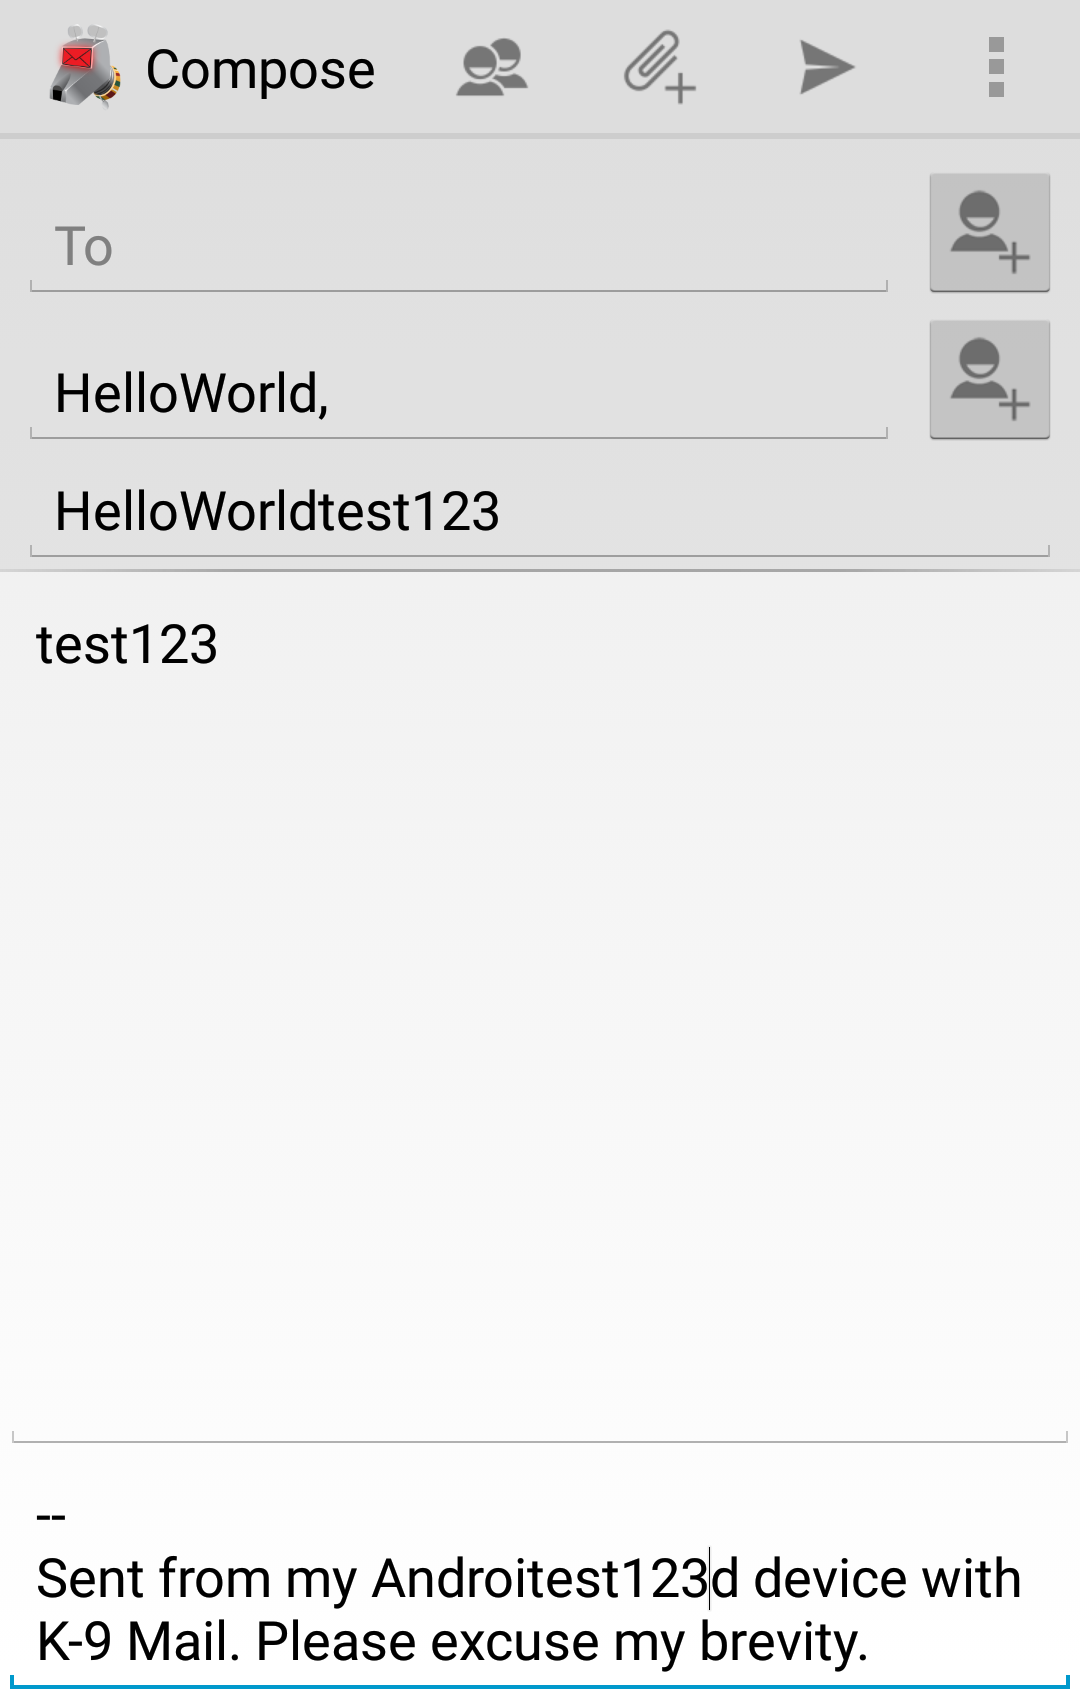 Compose
To
HelloWorld,
HelloWorldtest123
test123
--
Sent from my Androitest123d device with
K-9 Mail. Please excuse my brevity.